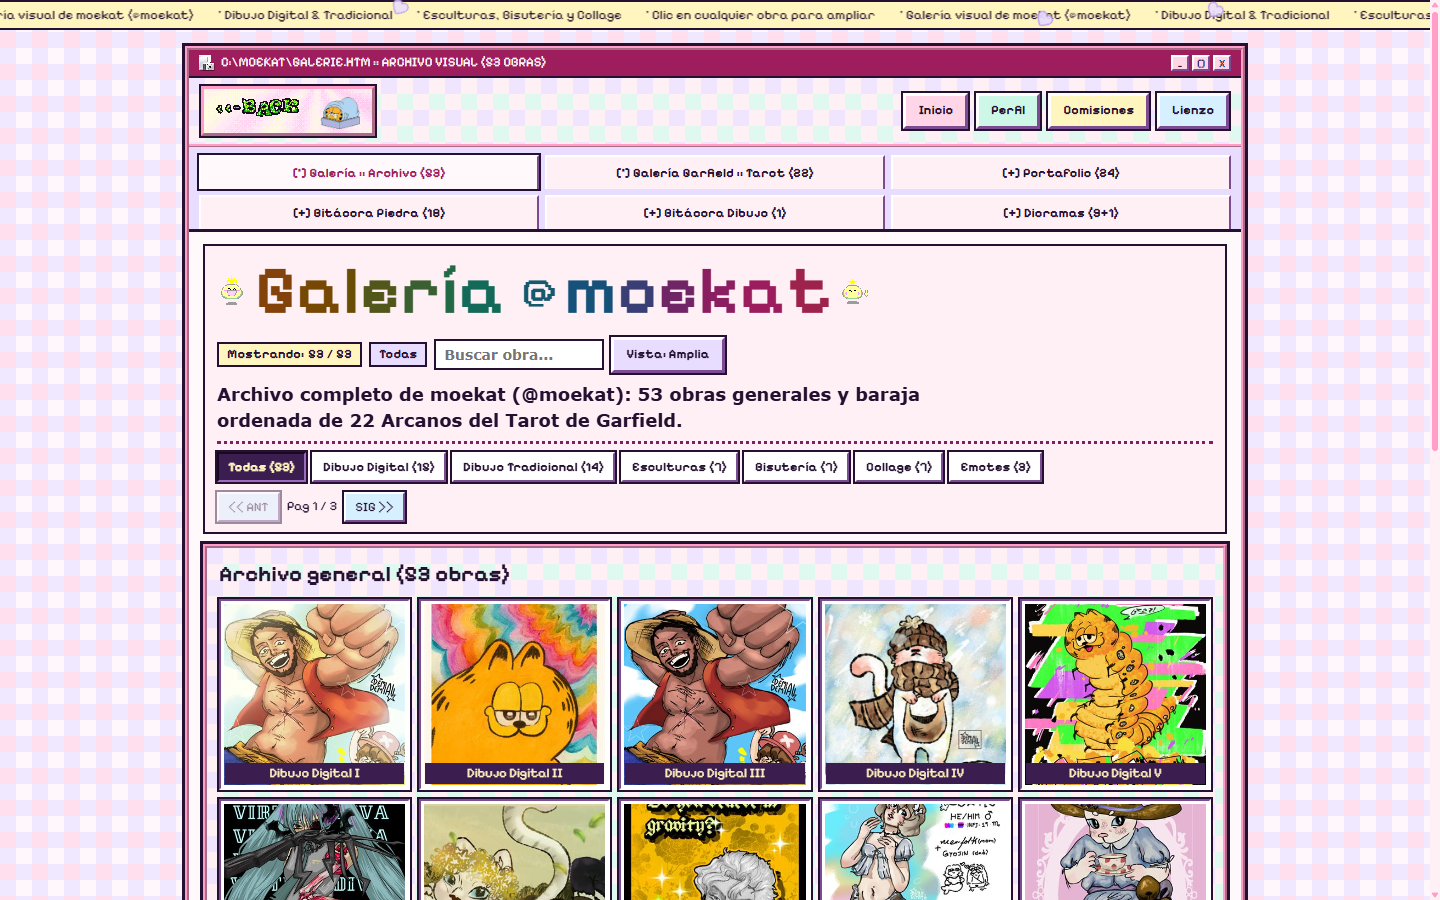 ría visual de moekat (@moekat) * Dibujo Digital & Tradicional * Esculturas, Bisutería y Collage * Clic en cualquier obra para ampliar * Galería visual de moekat (@moekat) * Dibujo Digital & Tradicional * Esculturas
C:\MOEKAT\GALERIE.HTM :: ARCHIVO VISUAL (53 OBRAS)
_ □ X
<<-BACK
Inicio Perfil Comisiones Lienzo
[*] Galería :: Archivo (53) [*] Galería Garfield :: Tarot (22) [+] Portafolio (24)
[+] Bitácora Piedra (18) [+] Bitácora Dibujo (1) [+] Dioramas (9+1)
Galería @moekat
Mostrando: 53 / 53 Todas Buscar obra... Vista: Amplia
Archivo completo de moekat (@moekat): 53 obras generales y baraja
ordenada de 22 Arcanos del Tarot de Garfield.
Todas (53) Dibujo Digital (15) Dibujo Tradicional (14) Esculturas (7) Bisutería (7) Collage (7) Emotes (3)
<< ANT Pag 1 / 3 SIG >>
Archivo general (53 obras)
Dibujo Digital I Dibujo Digital II Dibujo Digital III Dibujo Digital IV Dibujo Digital V
gravity?
HE/HIM ♂